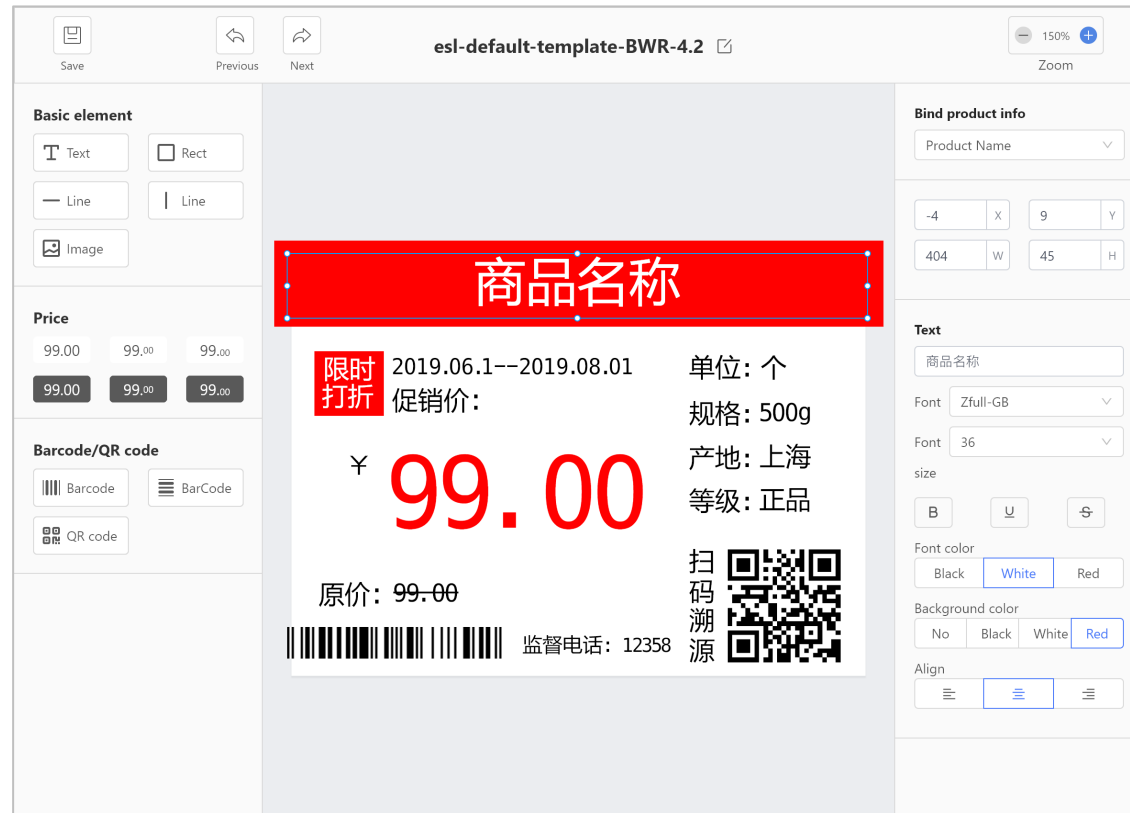 esl-default-template-BWR-4.2
150%
Save
Previous
Next
Zoom
Basic element
Text
Rect
Line
Line
Image
Price
99.00
99.00
99.00
99.00
99.00
99.00
Barcode/QR code
Barcode
BarCode
QR code
商品名称
限时
打折
2019.06.1--2019.08.01
促销价:
¥
99.00
原价: 99.00
监督电话: 12358
单位: 个
规格: 500g
产地: 上海
等级: 正品
扫
码
溯
源
Bind product info
Product Name
-4 X
9 Y
404 W
45 H
Text
商品名称
Font Zfull-GB
Font 36
size
B
U
S
Font color
Black White Red
Background color
No Black White Red
Align